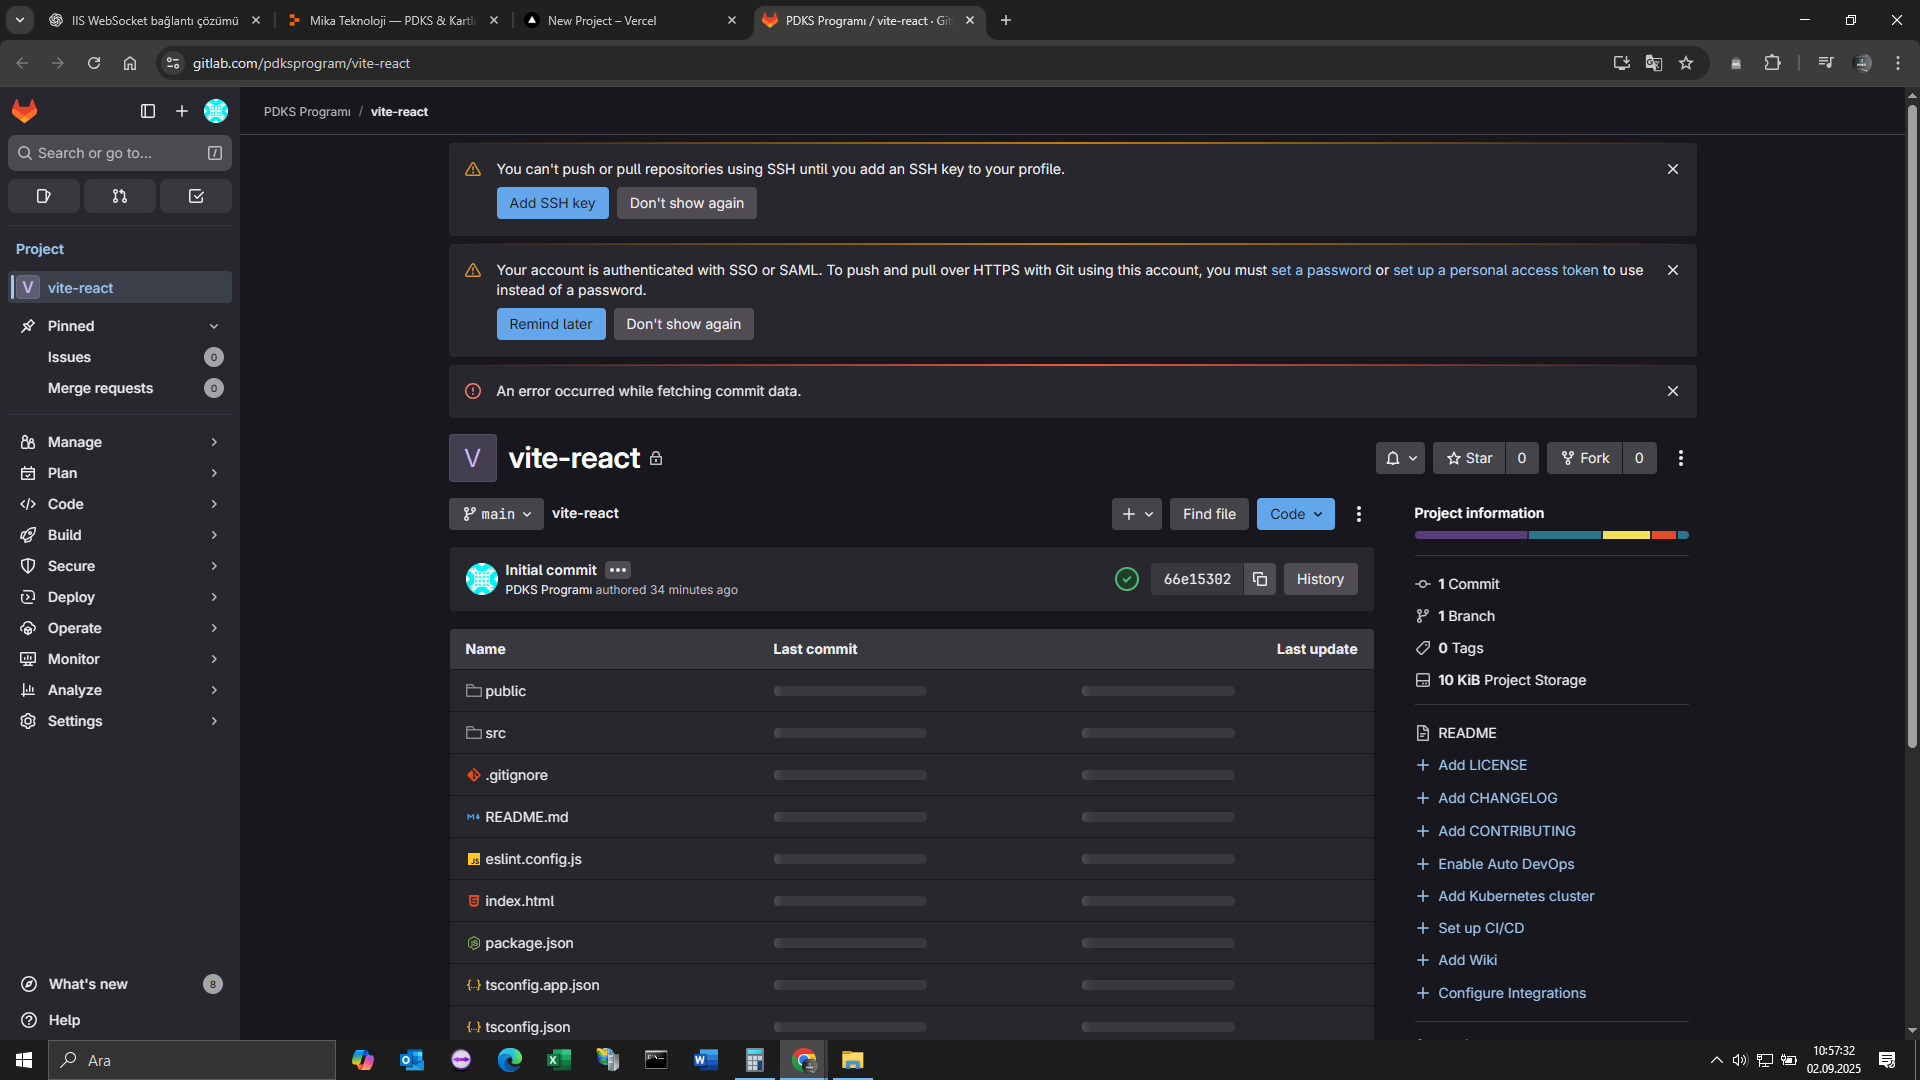 IIS WebSocket bağlantı çözümü
Mika Teknoloji — PDKS & Kartl
New Project – Vercel
PDKS Programı / vite-react · Git
gitlab.com/pdksprogram/vite-react
Search or go to...
/
PDKS Programı / vite-react
You can't push or pull repositories using SSH until you add an SSH key to your profile.
Add SSH key
Don't show again
Your account is authenticated with SSO or SAML. To push and pull over HTTPS with Git using this account, you must set a password or set up a personal access token to use
instead of a password.
Remind later
Don't show again
An error occurred while fetching commit data.
Project
V vite-react
Pinned
Issues 0
Merge requests 0
Manage
Plan
Code
Build
Secure
Deploy
Operate
Monitor
Analyze
Settings
What's new 8
Help
V vite-react
Star 0
Fork 0
main
vite-react
Find file
Code
Initial commit
PDKS Programı authored 34 minutes ago
66e15302
History
Name Last commit Last update
public
src
.gitignore
README.md
eslint.config.js
index.html
package.json
tsconfig.app.json
tsconfig.json
Project information
1 Commit
1 Branch
0 Tags
10 KiB Project Storage
README
Add LICENSE
Add CHANGELOG
Add CONTRIBUTING
Enable Auto DevOps
Add Kubernetes cluster
Set up CI/CD
Add Wiki
Configure Integrations
Ara
10:57:32
02.09.2025